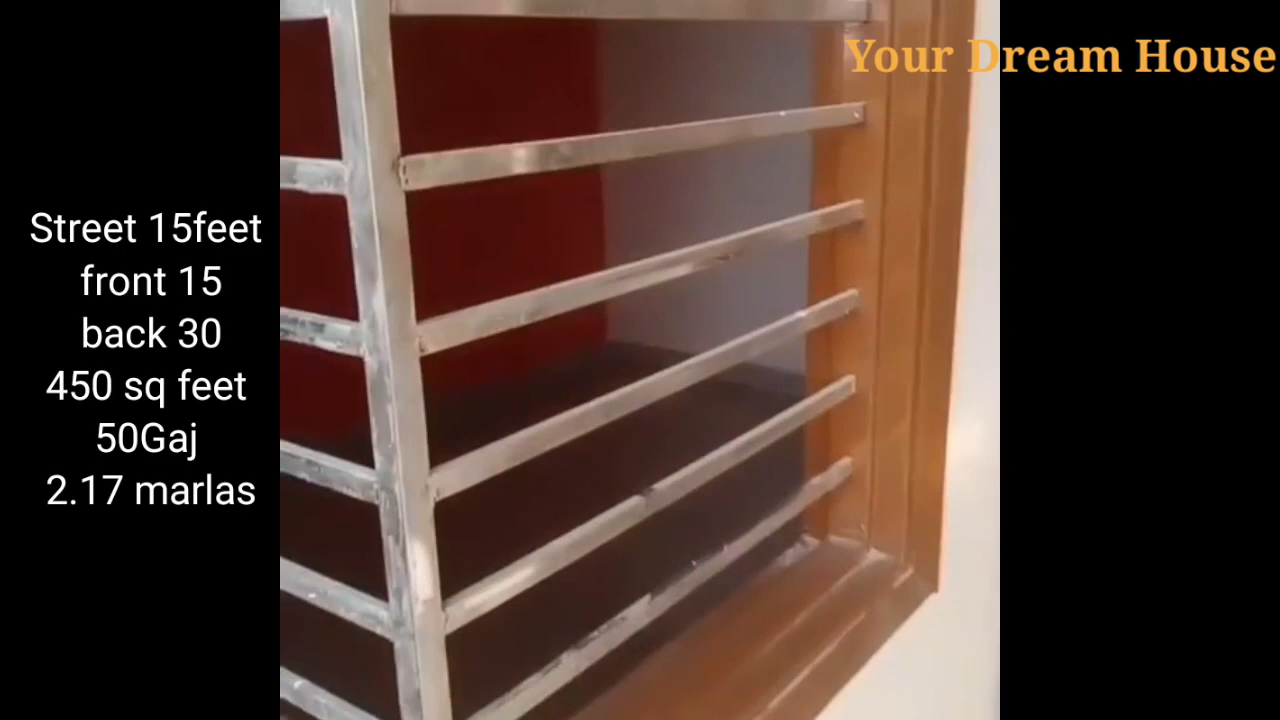 Your Dream House
Street 15feet
front 15
back 30
450 sq feet
50Gaj
2.17 marlas